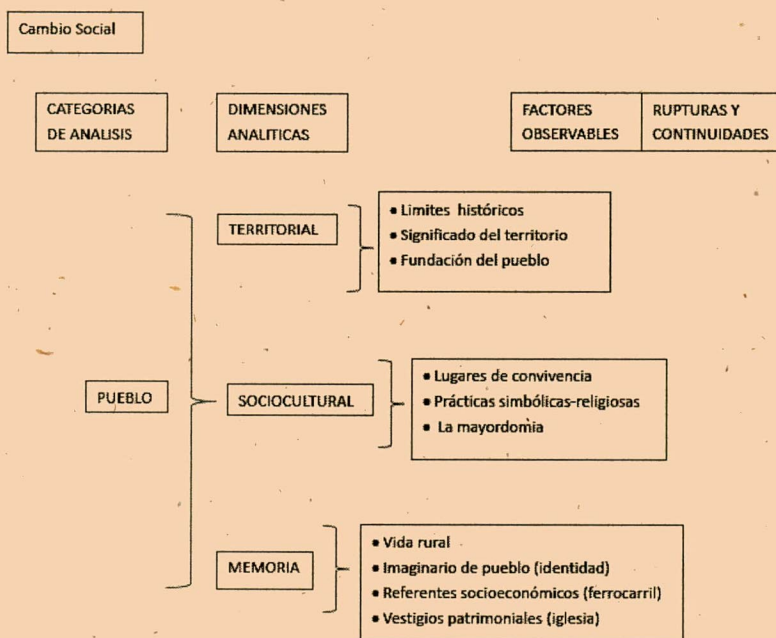 Cambio Social
CATEGORIAS
DE ANALISIS
DIMENSIONES
ANALITICAS
FACTORES
OBSERVABLES
RUPTURAS Y
CONTINUIDADES
TERRITORIAL
• Limites históricos
• Significado del territorio
• Fundación del pueblo
PUEBLO
SOCIOCULTURAL
• Lugares de convivencia
• Prácticas simbólicas-religiosas
• La mayordomia
MEMORIA
• Vida rural
• Imaginario de pueblo (identidad)
• Referentes socioeconómicos (ferrocarril)
• Vestigios patrimoniales (iglesia)